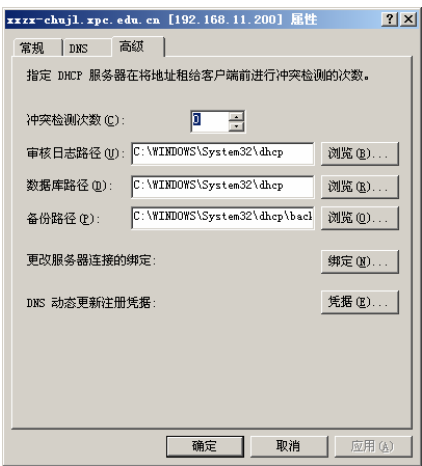 xxzx-chujl.xpc.edu.cn [192.168.11.200] 属性
常规 DNS 高级
指定 DHCP 服务器在将地址租给客户端前进行冲突检测的次数。
冲突检测次数(C): 0
审核日志路径(U): C:\WINDOWS\System32\dhcp 浏览(B)...
数据库路径(D): C:\WINDOWS\System32\dhcp 浏览(R)...
备份路径(P): C:\WINDOWS\System32\dhcp\bacl 浏览(O)...
更改服务器连接的绑定: 绑定(N)...
DNS 动态更新注册凭据: 凭据(E)...
确定 取消 应用(A)